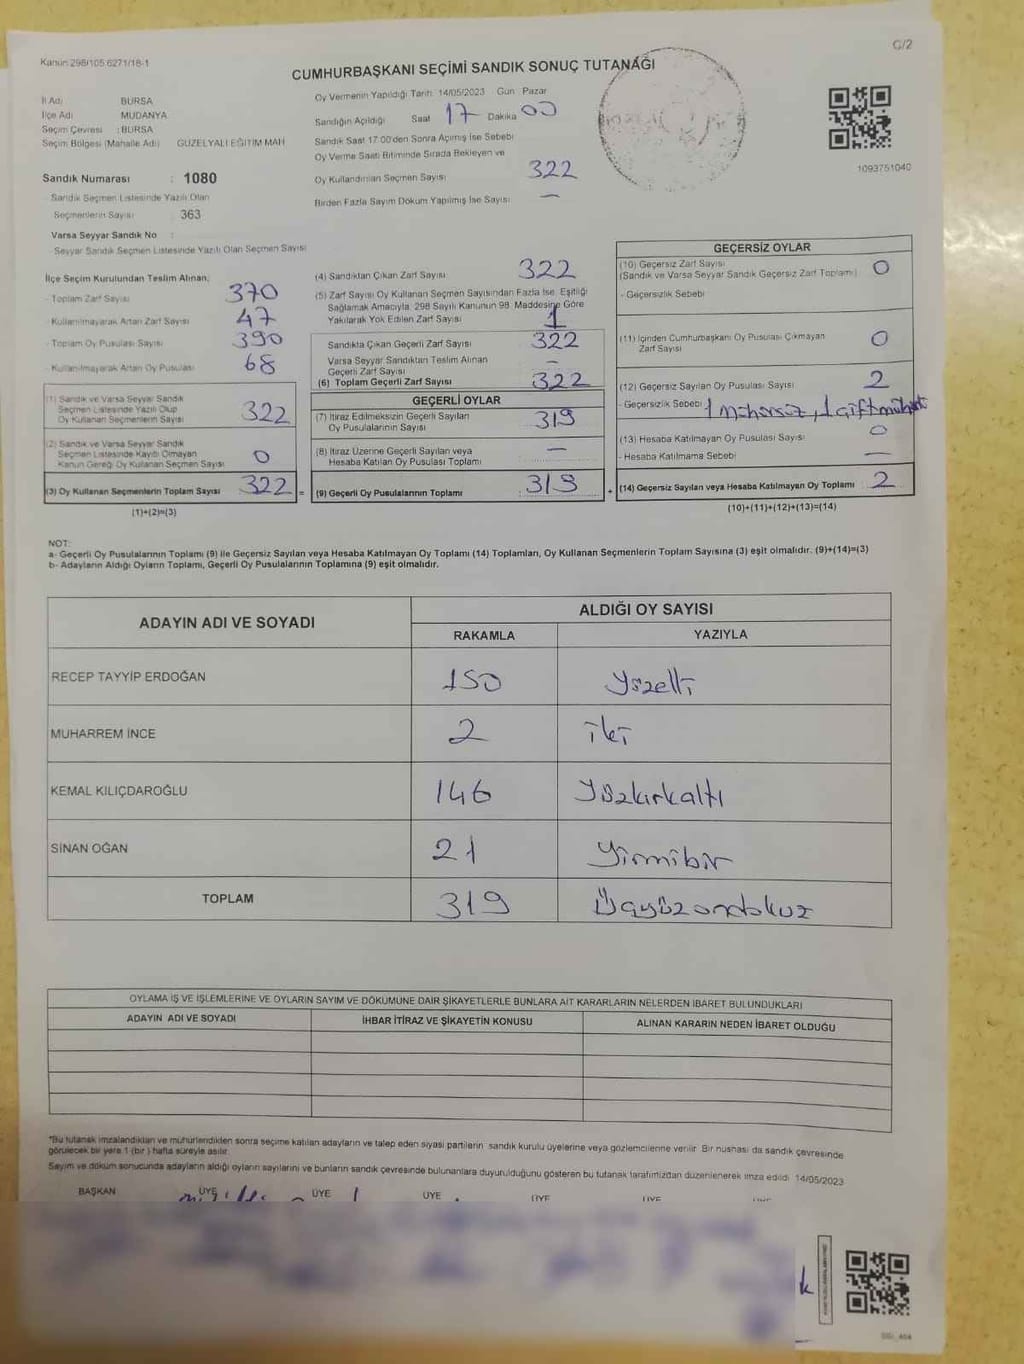 C/2
Kanun 298/105,6271/18-1
CUMHURBAŞKANI SEÇİMİ SANDIK SONUÇ TUTANAĞI
İl Adı BURSA
İlçe Adı MUDANYA
Seçim Çevresi : BURSA
Seçim Bölgesi (Mahalle Adı) GÜZELYALI EĞİTİM MAH
Sandık Numarası : 1080
Sandık Seçmen Listesinde Yazılı Olan
Seçmenlerin Sayısı 363
Varsa Seyyar Sandık No :
Seyyar Sandık Seçmen Listesinde Yazılı Olan Seçmen Sayısı
Oy Vermenin Yapıldığı Tarih 14/05/2023 Gün Pazar
Sandığın Açıldığı Saat 17 Dakika 00
Sandık Saat 17:00'den Sonra Açılmış İse Sebebi
Oy Verme Saati Bitiminde Sırada Bekleyen ve
Oy Kullandırılan Seçmen Sayısı 322
Birden Fazla Sayım Döküm Yapılmış İse Sayısı —
1093751040
İlçe Seçim Kurulundan Teslim Alınan;
- Toplam Zarf Sayısı 370
- Kullanılmayarak Artan Zarf Sayısı 47
- Toplam Oy Pusulası Sayısı 390
- Kullanılmayarak Artan Oy Pusulası 68
(1) Sandık ve Varsa Seyyar Sandık
Seçmen Listesinde Yazılı Olup
Oy Kullanan Seçmenlerin Sayısı 322
(2) Sandık ve Varsa Seyyar Sandık
Seçmen Listesinde Kayıtlı Olmayan
Kanun Gereği Oy Kullanan Seçmen Sayısı 0
(3) Oy Kullanan Seçmenlerin Toplam Sayısı 322 =
(1)+(2)=(3)
(4) Sandıktan Çıkan Zarf Sayısı 322
(5) Zarf Sayısı Oy Kullanan Seçmen Sayısından Fazla İse, Eşitliği
Sağlamak Amacıyla 298 Sayılı Kanunun 98. Maddesine Göre
Yakılarak Yok Edilen Zarf Sayısı 1
Sandıkta Çıkan Geçerli Zarf Sayısı 322
Varsa Seyyar Sandıktan Teslim Alınan
Geçerli Zarf Sayısı —
(6) Toplam Geçerli Zarf Sayısı 322
GEÇERLİ OYLAR
(7) İtiraz Edilmeksizin Geçerli Sayılan
Oy Pusulalarının Sayısı 319
(8) İtiraz Üzerine Geçerli Sayılan veya
Hesaba Katılan Oy Pusulası Toplamı —
(9) Geçerli Oy Pusulalarının Toplamı 319 +
GEÇERSİZ OYLAR
(10) Geçersiz Zarf Sayısı
(Sandık ve Varsa Seyyar Sandık Geçersiz Zarf Toplamı) 0
- Geçersizlik Sebebi
(11) İçinden Cumhurbaşkanı Oy Pusulası Çıkmayan
Zarf Sayısı 0
(12) Geçersiz Sayılan Oy Pusulası Sayısı 2
- Geçersizlik Sebebi 1 mühürsüz, 1 çift mühür
(13) Hesaba Katılmayan Oy Pusulası Sayısı 0
- Hesaba Katılmama Sebebi —
(14) Geçersiz Sayılan veya Hesaba Katılmayan Oy Toplamı 2
(10)+(11)+(12)+(13)=(14)
NOT:
a- Geçerli Oy Pusulalarının Toplamı (9) ile Geçersiz Sayılan veya Hesaba Katılmayan Oy Toplamı (14) Toplamları, Oy Kullanan Seçmenlerin Toplam Sayısına (3) eşit olmalıdır. (9)+(14)=(3)
b- Adayların Aldığı Oyların Toplamı, Geçerli Oy Pusulalarının Toplamına (9) eşit olmalıdır.
ADAYIN ADI VE SOYADI ALDIĞI OY SAYISI
RAKAMLA YAZIYLA
RECEP TAYYİP ERDOĞAN 150 Yüzelli
MUHARREM İNCE 2 iki
KEMAL KILIÇDAROĞLU 146 Yüzkırkaltı
SİNAN OĞAN 21 Yirmibir
TOPLAM 319 Üçyüzondokuz
OYLAMA İŞ VE İŞLEMLERİNE VE OYLARIN SAYIM VE DÖKÜMÜNE DAİR ŞİKAYETLERLE BUNLARA AİT KARARLARIN NELERDEN İBARET BULUNDUKLARI
ADAYIN ADI VE SOYADI İHBAR İTİRAZ VE ŞİKAYETİN KONUSU ALINAN KARARIN NEDEN İBARET OLDUĞU
*Bu tutanak imzalandıktan ve mühürlendikten sonra seçime katılan adayların ve talep eden siyasi partilerin sandık kurulu üyelerine veya gözlemcilerine verilir. Bir nüshası da sandık çevresinde
görülecek bir yere 1 (bir) hafta süreyle asılır.
Sayım ve döküm sonucunda adayların aldığı oyların sayılarını ve bunların sandık çevresinde bulunanlara duyurulduğunu gösteren bu tutanak tarafımızdan düzenlenerek imza edildi. 14/05/2023
BAŞKAN ÜYE ÜYE ÜYE ÜYE ÜYE